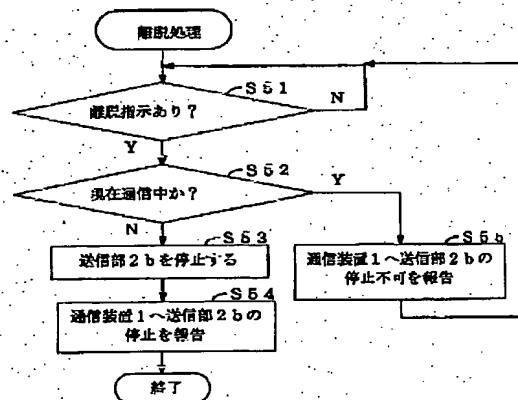 離脱処理
S51
離脱指示あり?
N
Y
S52
現在通信中か?
Y
N
S53
送信部2bを停止する
S55
通信装置1へ送信部2bの
停止不可を報告
S54
通信装置1へ送信部2bの
停止を報告
終了